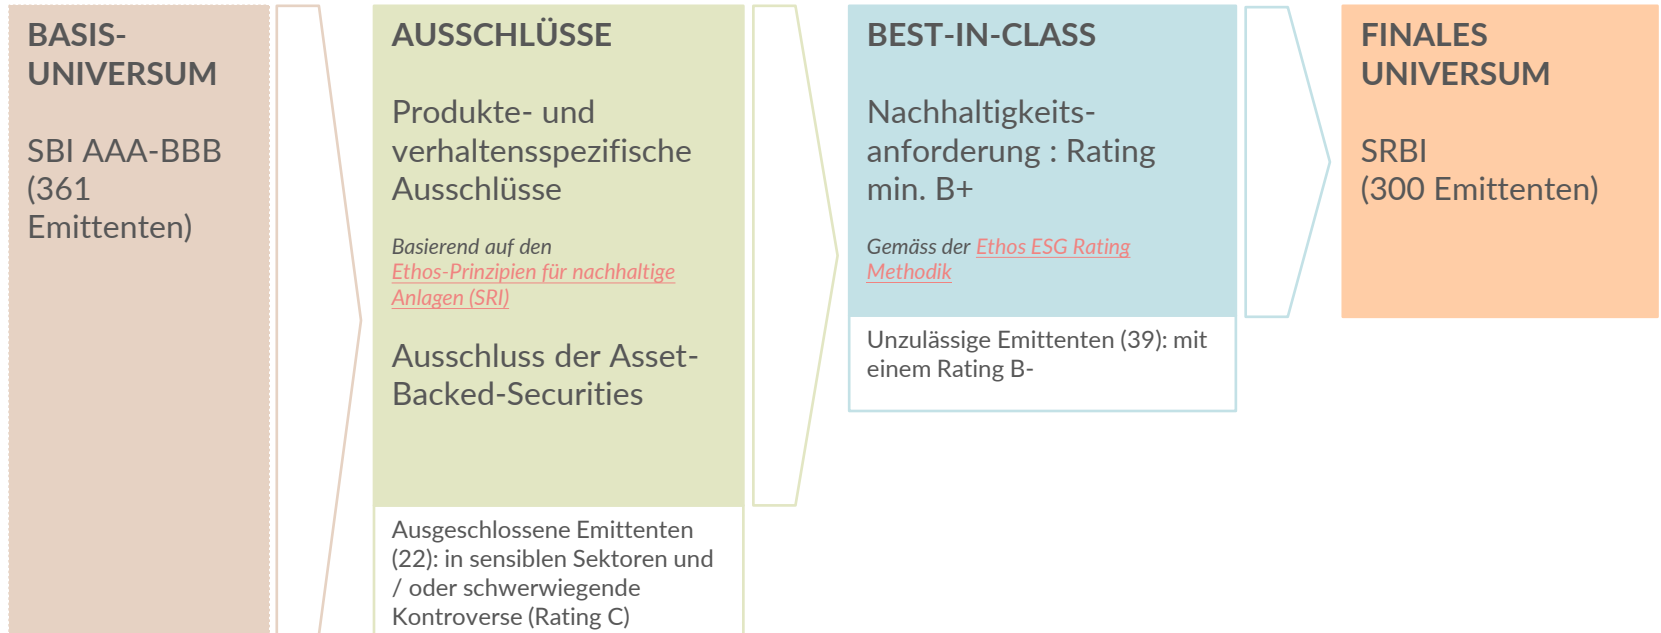 BASIS-
UNIVERSUM
SBI AAA-BBB
(361
Emittenten)
AUSSCHLÜSSE
Produkte- und
verhaltensspezifische
Ausschlüsse
Basierend auf den
Ethos-Prinzipien für nachhaltige
Anlagen (SRI)
Ausschluss der Asset-
Backed-Securities
Ausgeschlossene Emittenten
(22): in sensiblen Sektoren und
/ oder schwerwiegende
Kontroverse (Rating C)
BEST-IN-CLASS
Nachhaltigkeits-
anforderung : Rating
min. B+
Gemäss der Ethos ESG Rating
Methodik
Unzulässige Emittenten (39): mit
einem Rating B-
FINALES
UNIVERSUM
SRBI
(300 Emittenten)